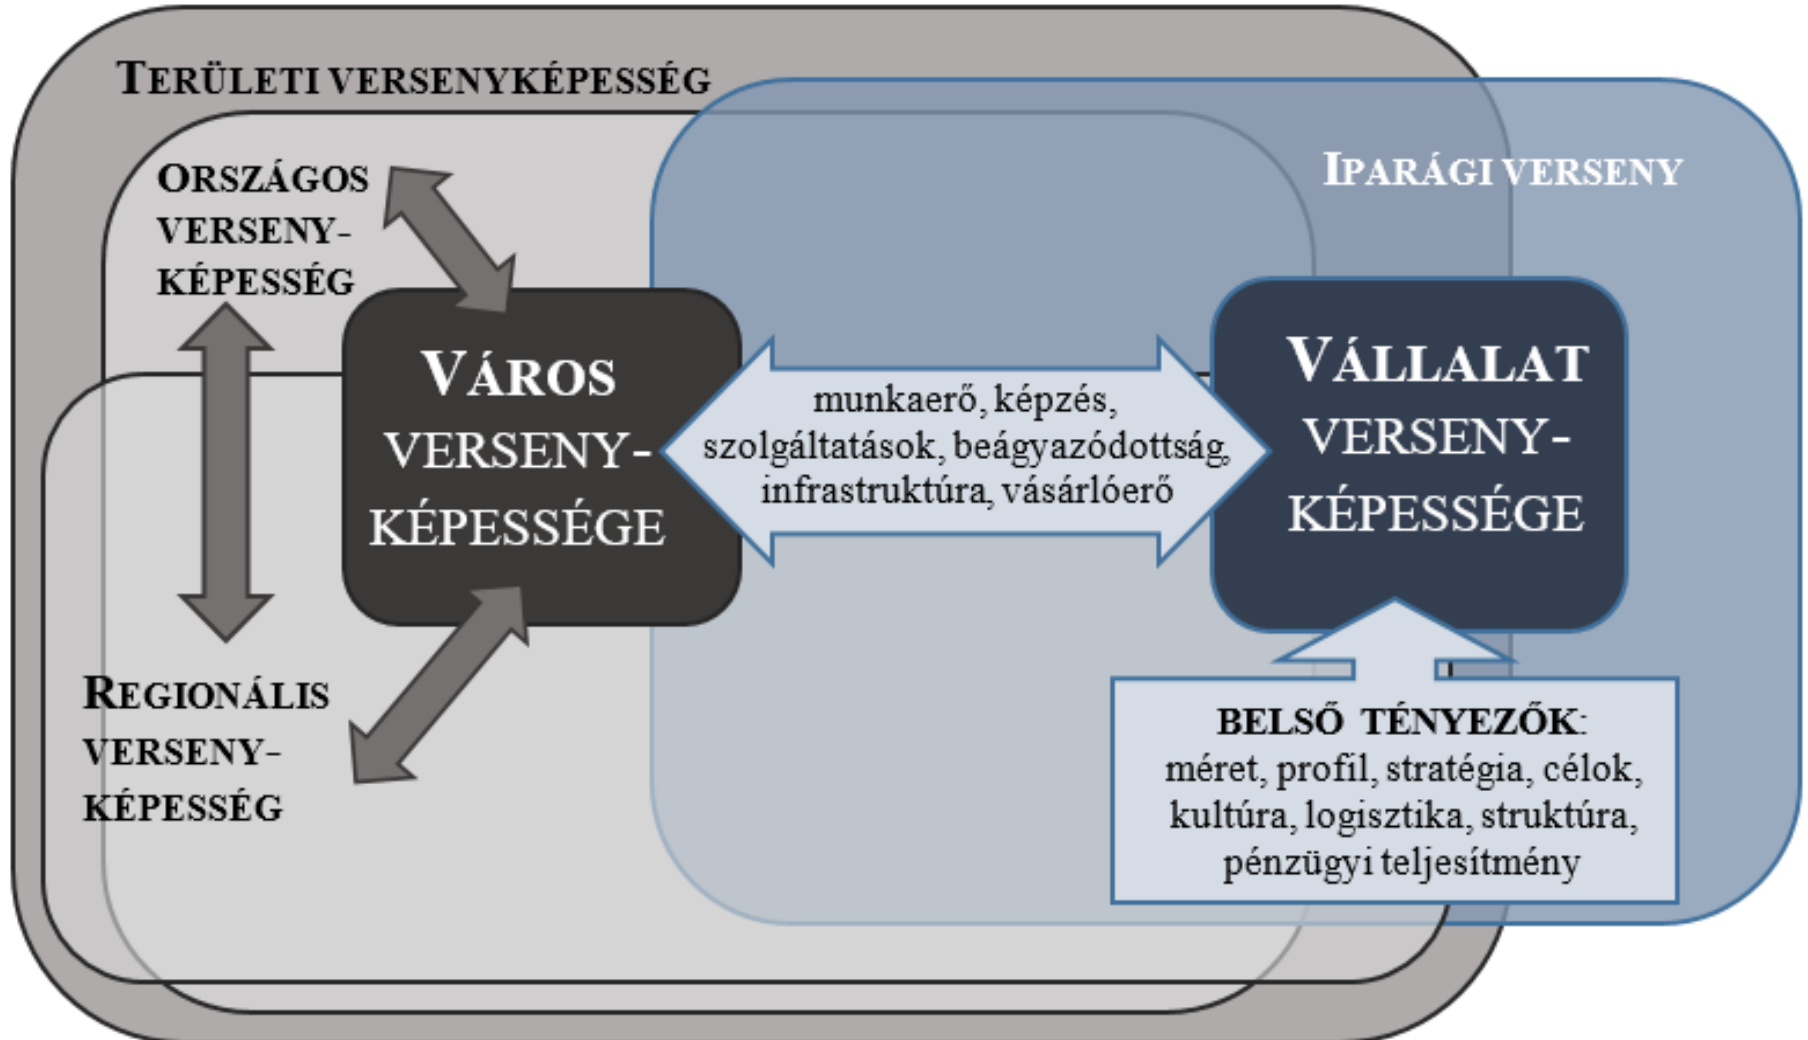 TERÜLETI VERSENYKÉPESSÉG
IPARÁGI VERSENY
ORSZÁGOS
VERSENY-
KÉPESSÉG
VÁROS
VERSENY-
KÉPESSÉGE
munkaerő, képzés,
szolgáltatások, beágyazódottság,
infrastruktúra, vásárlóerő
VÁLLALAT
VERSENY-
KÉPESSÉGE
REGIONÁLIS
VERSENY-
KÉPESSÉG
BELSŐ TÉNYEZŐK:
méret, profil, stratégia, célok,
kultúra, logisztika, struktúra,
pénzügyi teljesítmény